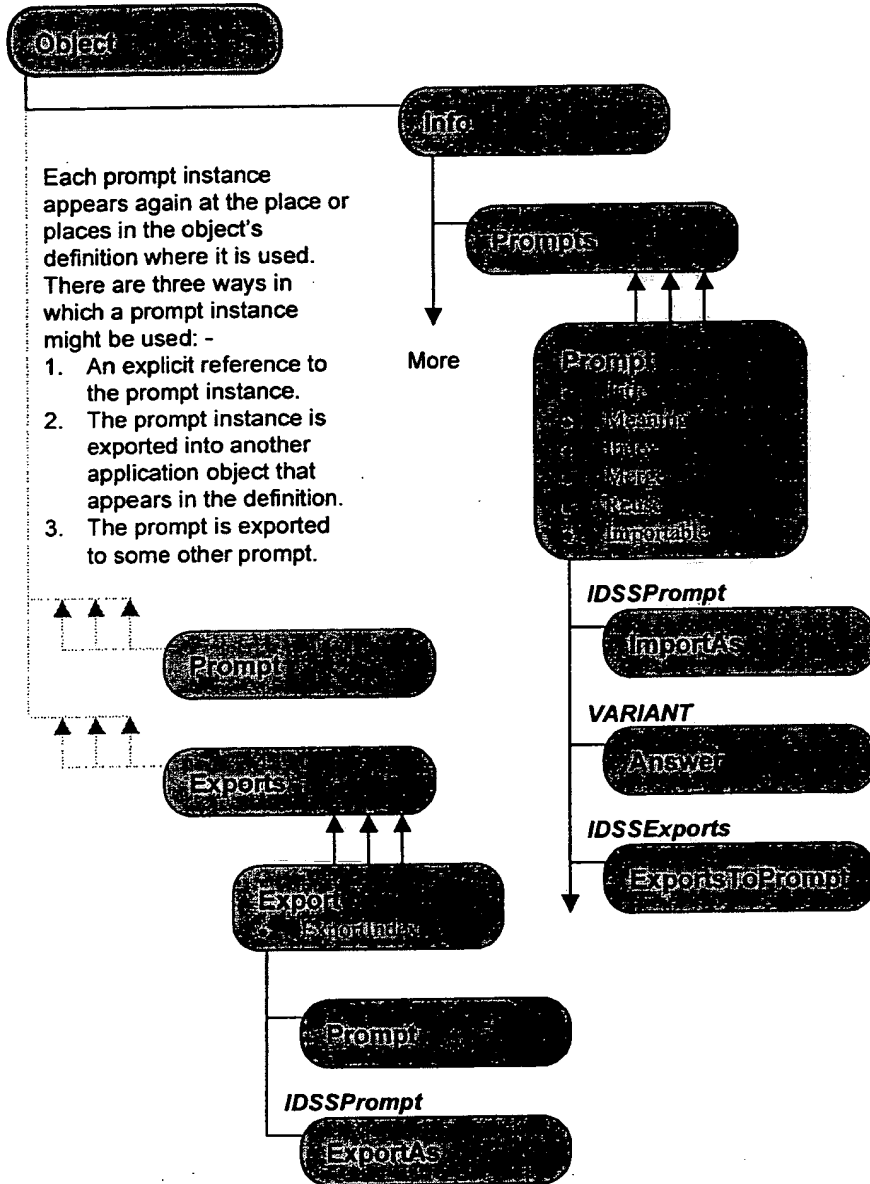 Object
Info
Each prompt instance
appears again at the place or
places in the object's
definition where it is used.
There are three ways in
which a prompt instance
might be used: -
1. An explicit reference to
the prompt instance.
2. The prompt instance is
exported into another
application object that
appears in the definition.
3. The prompt is exported
to some other prompt.
Prompts
More
Prompt
Meaning
Index
Merge
Importable
IDSSPrompt
ImportAs
VARIANT
Answer
IDSSExports
ExportsToPrompt
Prompt
Exports
Export
ExportIndex
Prompt
IDSSPrompt
ExportAs